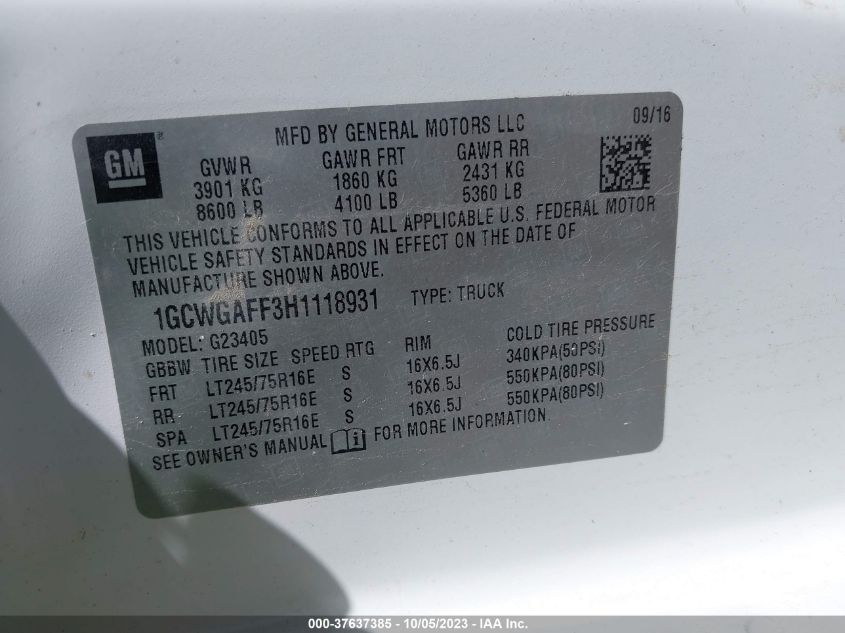 GM
MFD BY GENERAL MOTORS LLC 09/16
GVWR GAWR FRT GAWR RR
3901 KG 1860 KG 2431 KG
8600 LB 4100 LB 5360 LB
THIS VEHICLE CONFORMS TO ALL APPLICABLE U.S. FEDERAL MOTOR
VEHICLE SAFETY STANDARDS IN EFFECT ON THE DATE OF
MANUFACTURE SHOWN ABOVE.
1GCWGAFF3H1118931 TYPE: TRUCK
MODEL: G23405
GBBW TIRE SIZE SPEED RTG RIM COLD TIRE PRESSURE
FRT LT245/75R16E S 16X6.5J 340KPA(50PSI)
RR LT245/75R16E S 16X6.5J 550KPA(80PSI)
SPA LT245/75R16E S 16X6.5J 550KPA(80PSI)
SEE OWNER'S MANUAL FOR MORE INFORMATION.
000-37637385 - 10/05/2023 - IAA Inc.